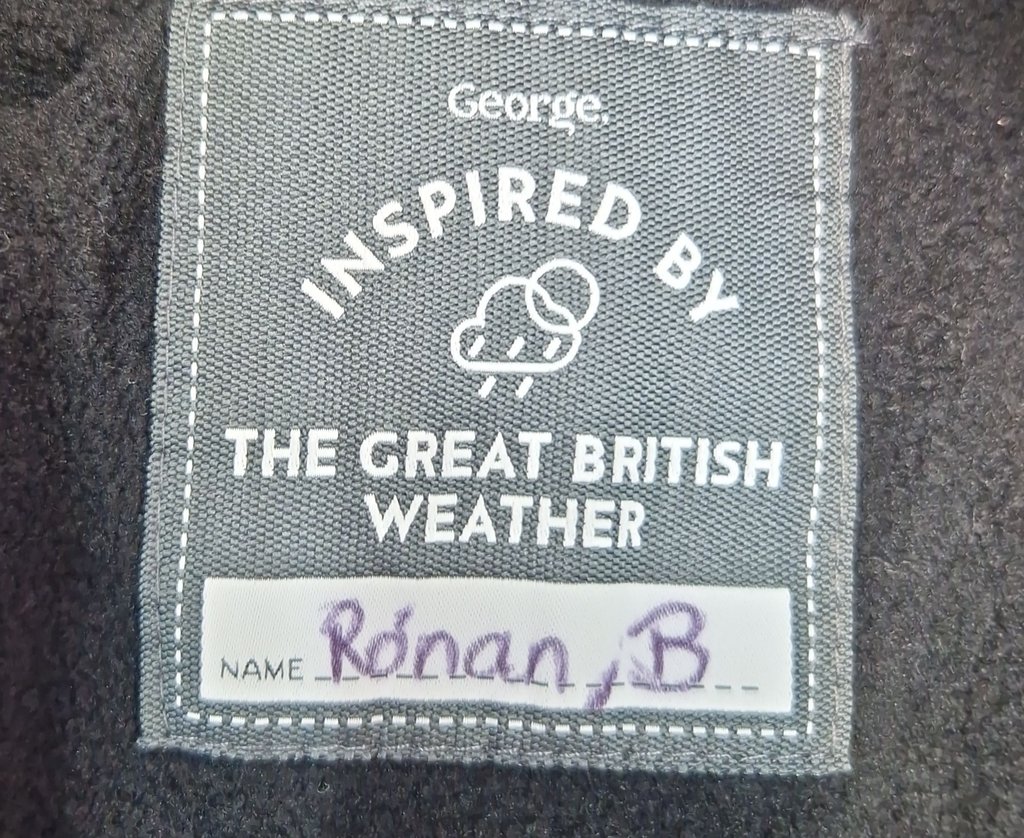 George.
INSPIRED BY
THE GREAT BRITISH
WEATHER
NAME Rónan, B